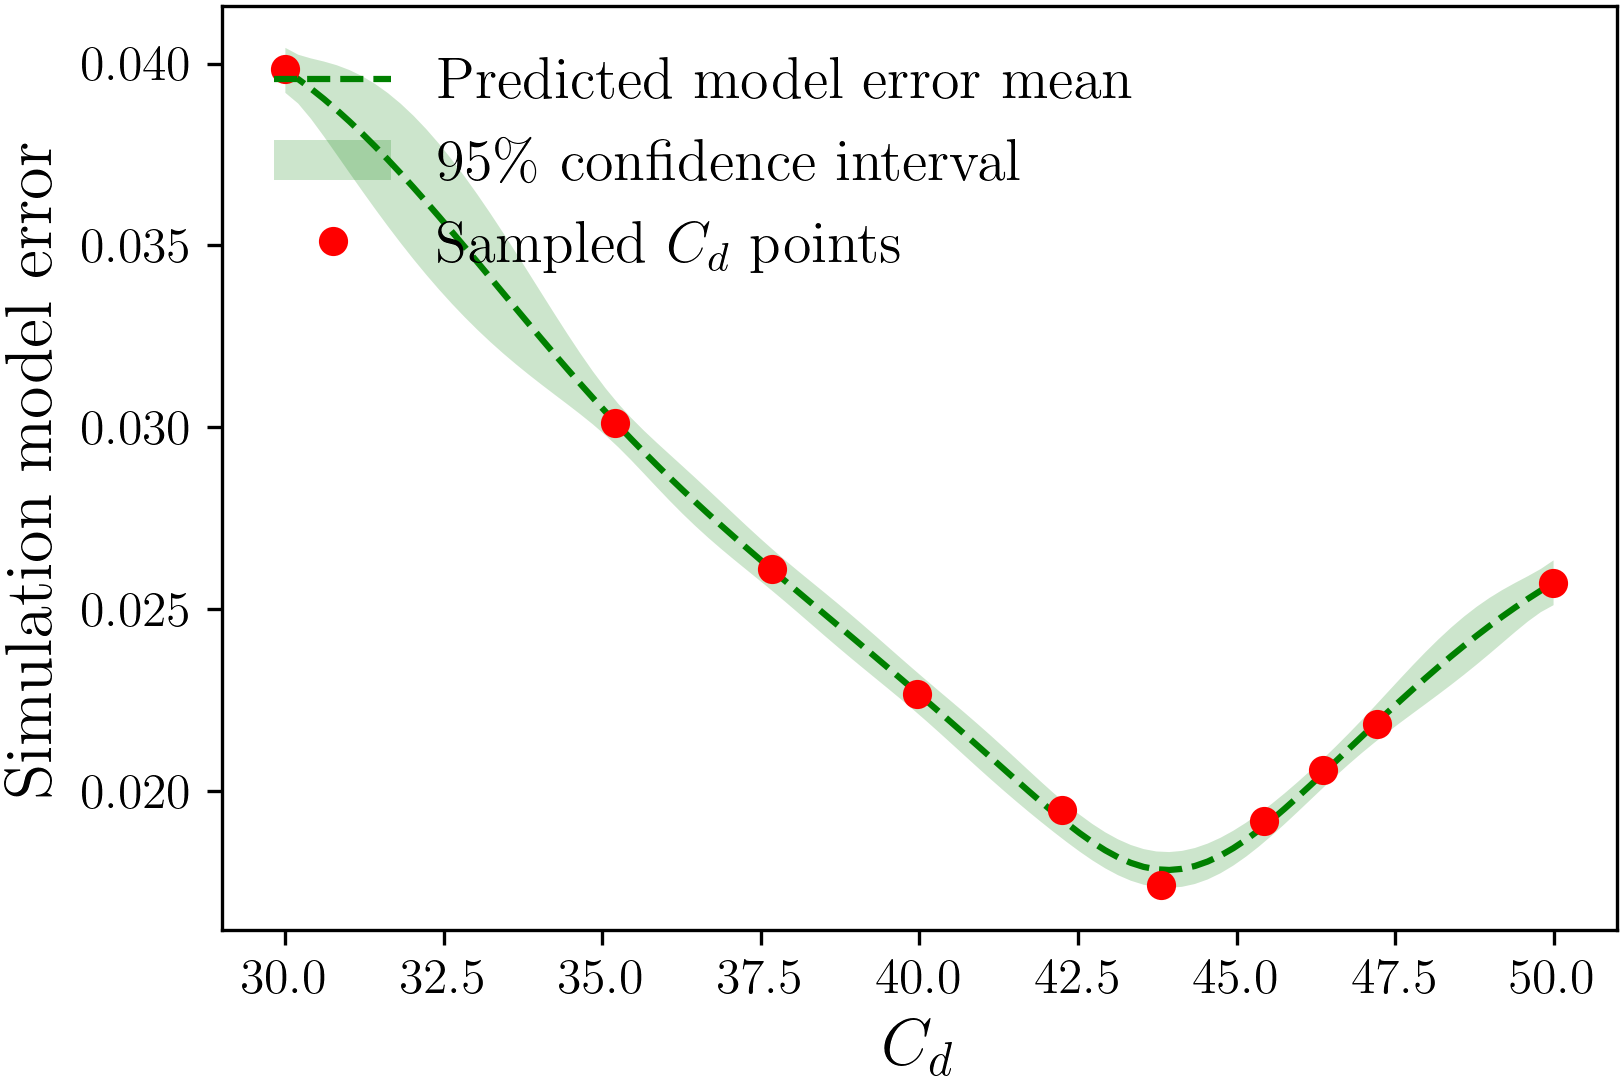 0.040
0.035
0.030
0.025
0.020
Simulation model error
Predicted model error mean
95% confidence interval
Sampled C_d points
30.0 32.5 35.0 37.5 40.0 42.5 45.0 47.5 50.0
C_d